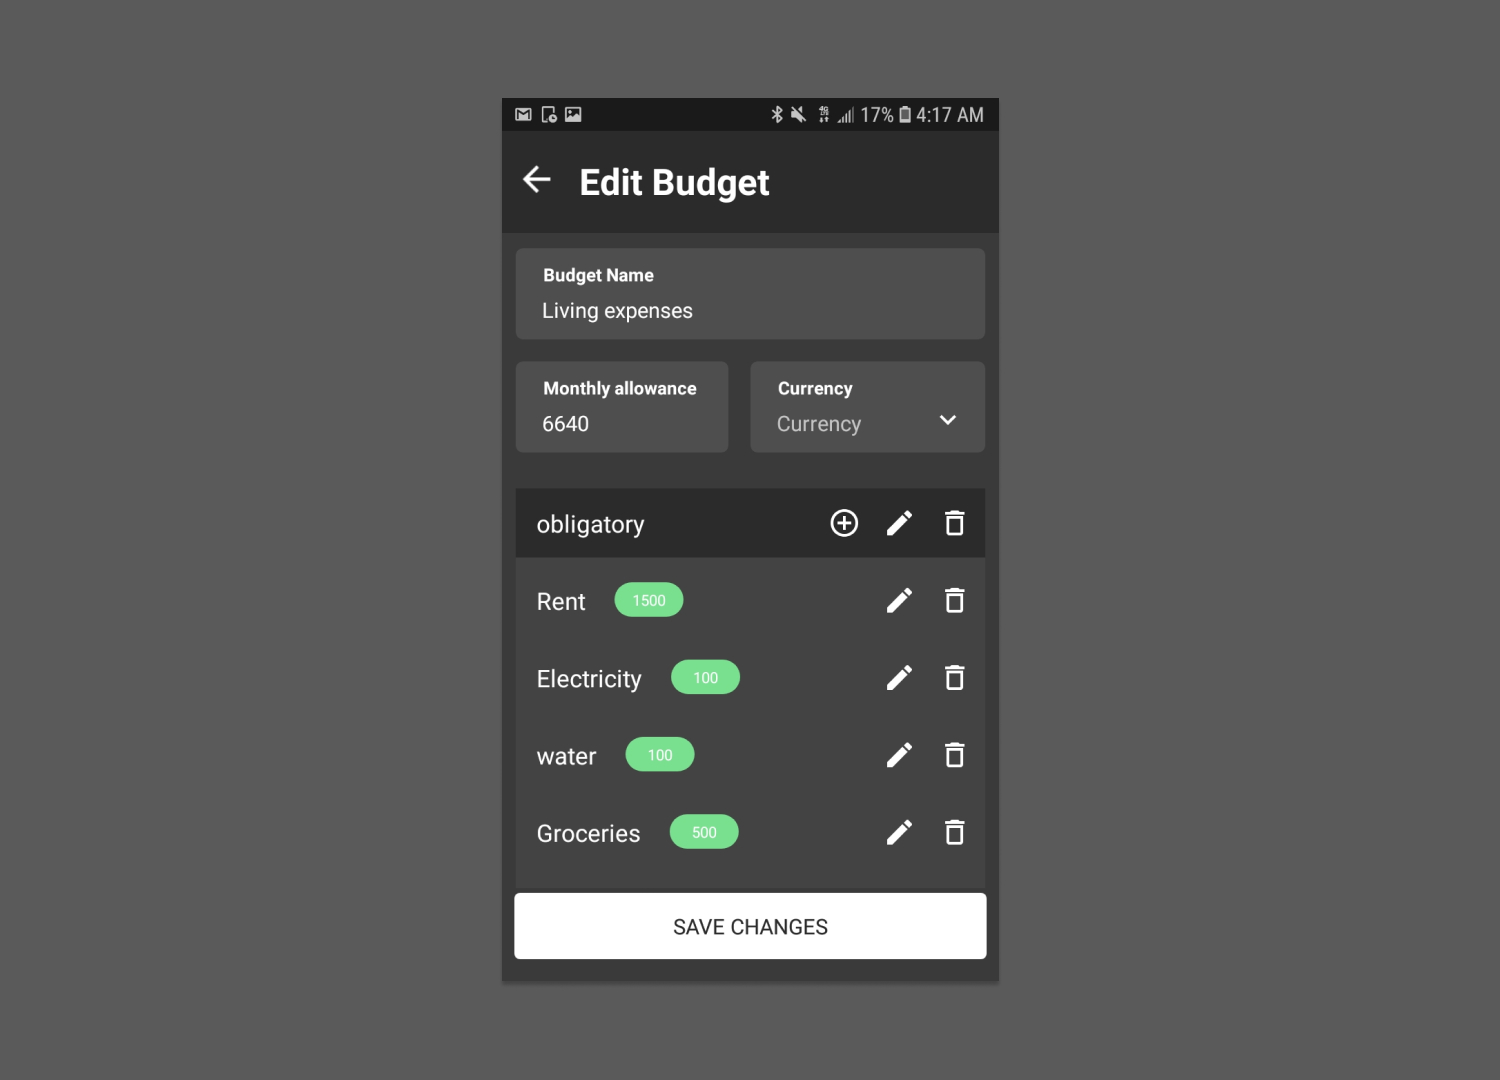 17% 4:17 AM
Edit Budget
Budget Name
Living expenses
Monthly allowance
6640
Currency
Currency
obligatory
Rent 1500
Electricity 100
water 100
Groceries 500
SAVE CHANGES